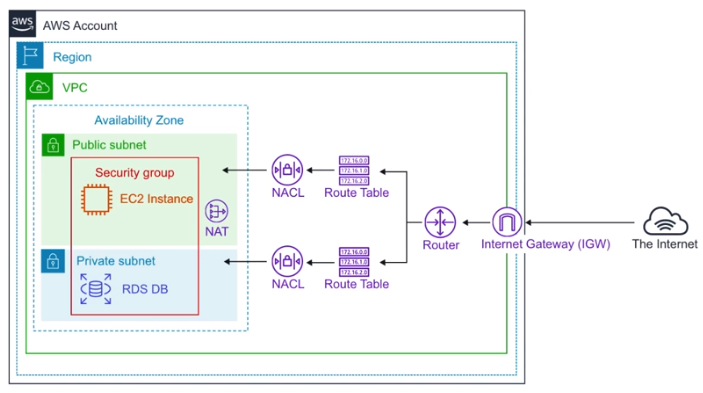 aws
AWS Account
Region
VPC
Availability Zone
Public subnet
Security group
EC2 Instance
NAT
Private subnet
RDS DB
NACL
172.16.0.0
172.16.1.0
172.16.2.0
Route Table
NACL
172.16.0.0
172.16.1.0
172.16.2.0
Route Table
Router
Internet Gateway (IGW)
The Internet